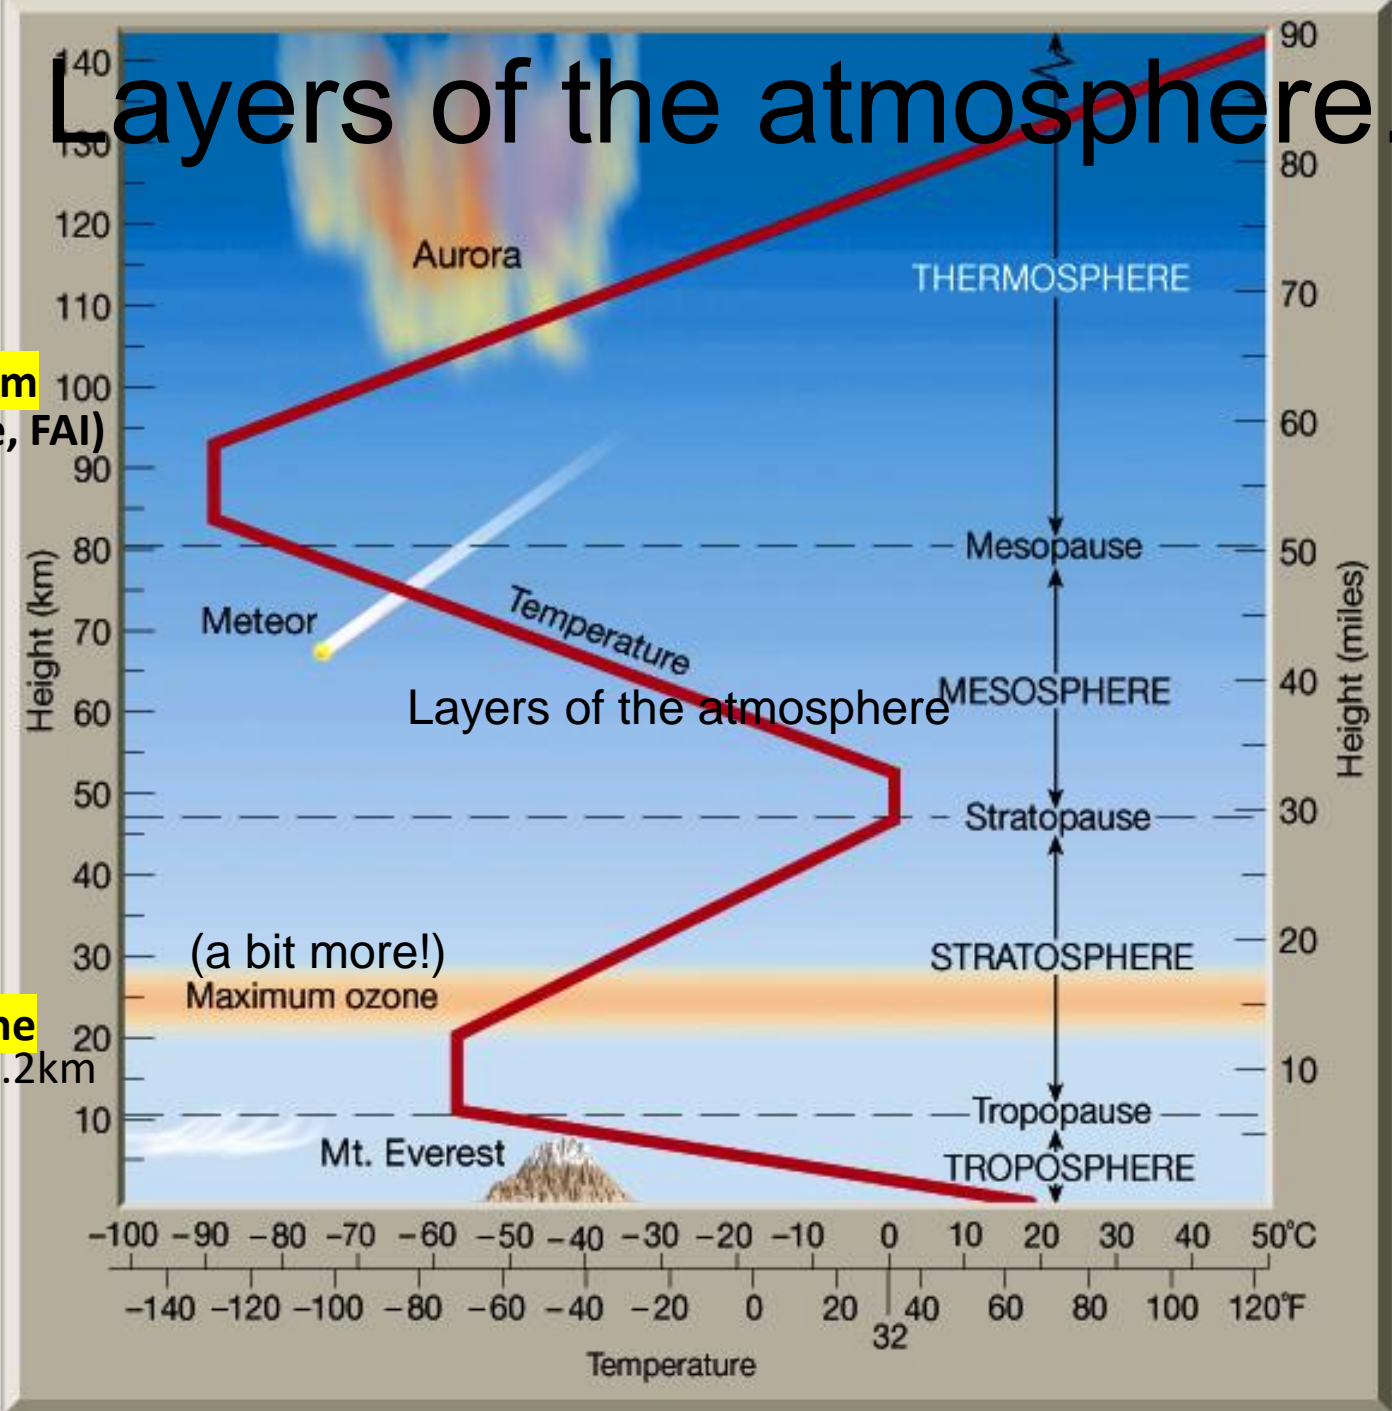 Layers of the atmosphere.
140
130
120
110
100
90
80
70
60
50
40
30
20
10
Height (km)
m
e, FAI)
ne
.2km
Aurora
THERMOSPHERE
Mesopause
Meteor
Temperature
MESOSPHERE
Layers of the atmosphere
Stratopause
(a bit more!)
STRATOSPHERE
Maximum ozone
Tropopause
Mt. Everest
TROPOSPHERE
90
80
70
60
50
40
30
20
10
Height (miles)
−100 −90 −80 −70 −60 −50 −40 −30 −20 −10 0 10 20 30 40 50°C
−140 −120 −100 −80 −60 −40 −20 0 20 40 60 80 100 120°F
32
Temperature